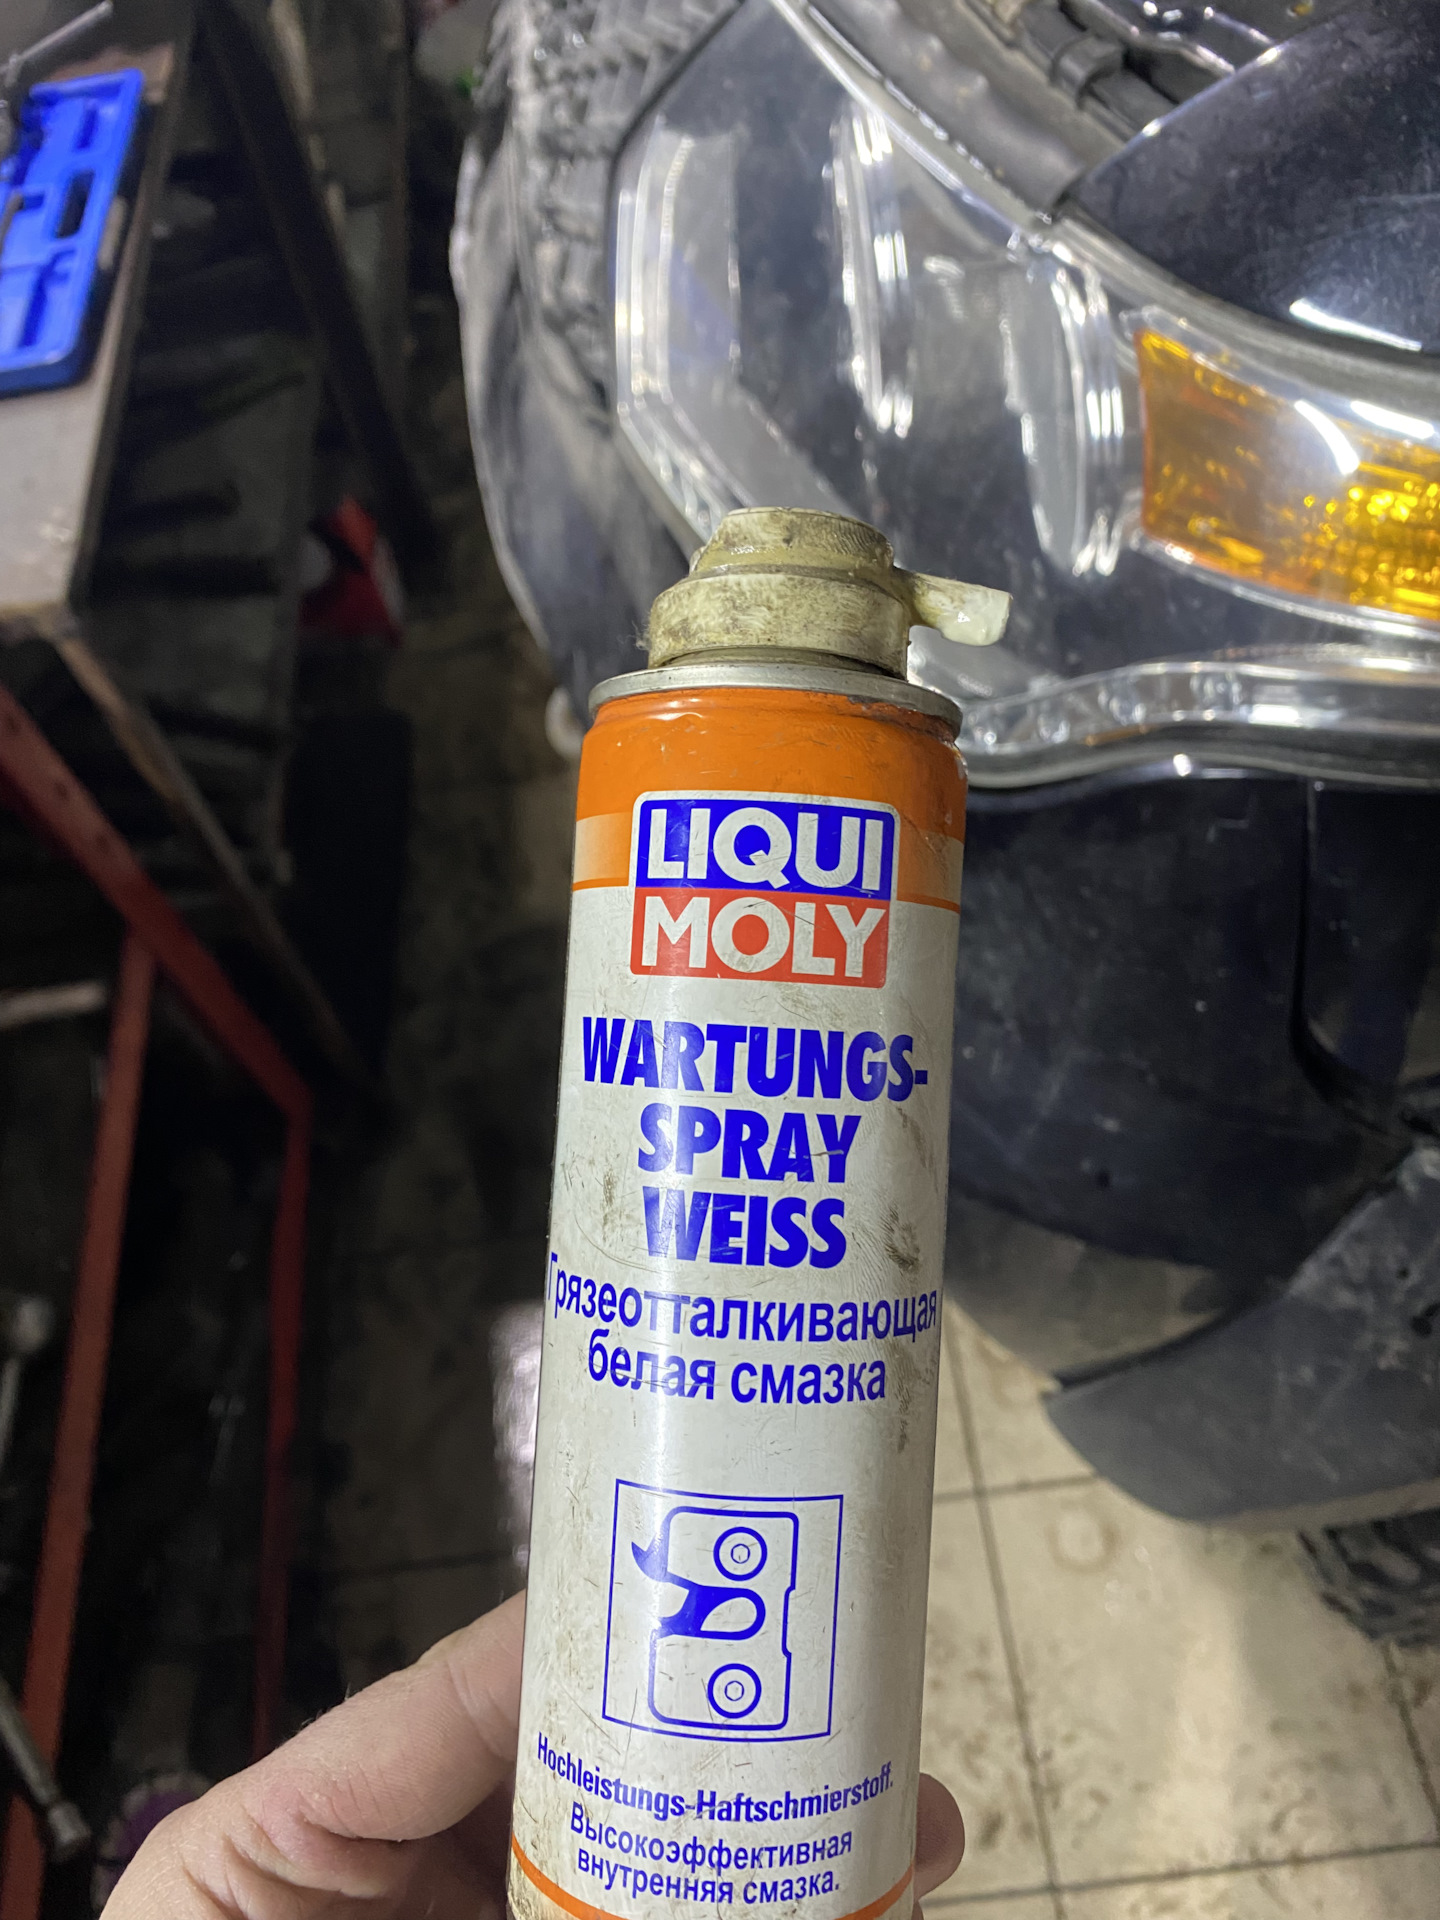 LIQUI
MOLY
WARTUNGS-
SPRAY
WEISS
Грязеотталкивающая
белая смазка
Hochleistungs-Haftschmierstoff.
Высокоэффективная
внутренняя смазка.